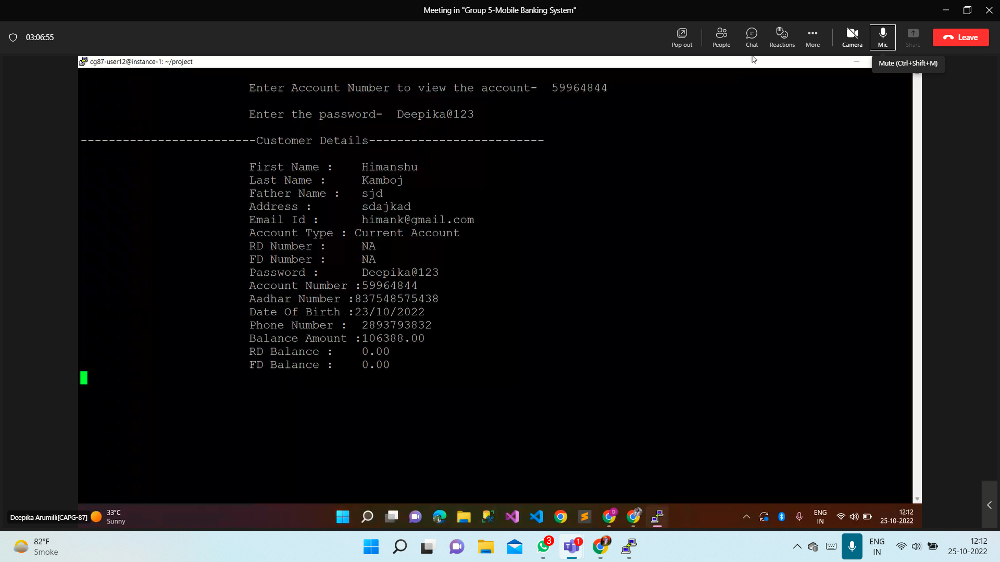 Meeting in "Group 5-Mobile Banking System"
03:06:55
Pop out
People
Chat
Reactions
More
Camera
Mic
Share
Leave
cg87-user12@instance-1: ~/project
Mute (Ctrl+Shift+M)
Enter Account Number to view the account-  59964844
Enter the password-  Deepika@123
-------------------------Customer Details-------------------------
First Name :    Himanshu
Last Name :     Kamboj
Father Name :   sjd
Address :       sdajkad
Email Id :      himank@gmail.com
Account Type : Current Account
RD Number :     NA
FD Number :     NA
Password :      Deepika@123
Account Number :59964844
Aadhar Number :837548575438
Date Of Birth :23/10/2022
Phone Number :  2893793832
Balance Amount :106388.00
RD Balance :    0.00
FD Balance :    0.00
Deepika Arumilli[CAPG-87]
33°C
Sunny
D
ENG
IN
12:12
25-10-2022
82°F
Smoke
3
1
ENG
IN
12:12
25-10-2022